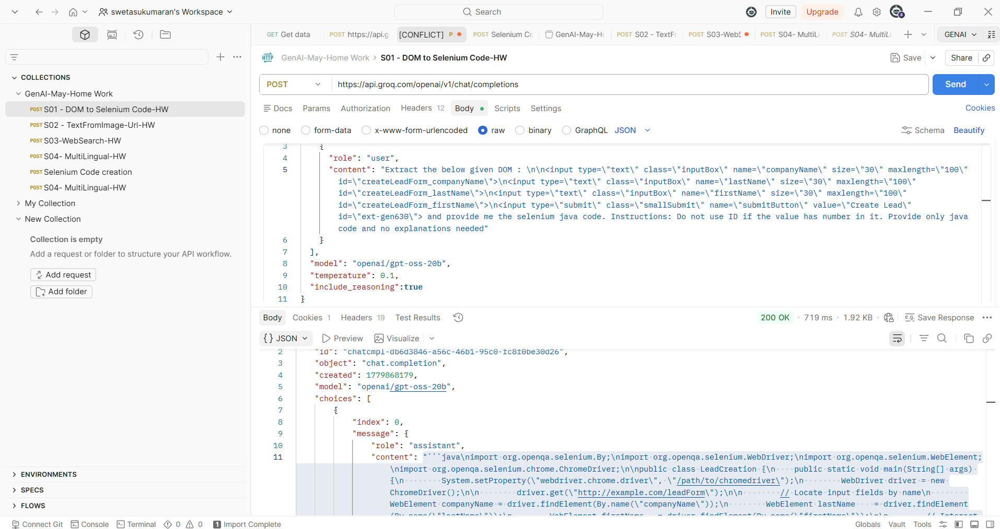 swetasukumaran's Workspace
Search
Invite
Upgrade
GET Get data
POST https://api.g
[CONFLICT] P
POST Selenium Cc
GenAI-May-H
POST S02 - TextF
POST S03-WebS
POST S04- MultiLi
POST S04- MultiLi
GENAI
GenAI-May-Home Work > S01 - DOM to Selenium Code-HW
Save
Share
COLLECTIONS
GenAI-May-Home Work
POST S01 - DOM to Selenium Code-HW
POST S02 - TextFromImage-Url-HW
POST S03-WebSearch-HW
POST S04- MultiLingual-HW
POST Selenium Code creation
POST S04- MultiLingual-HW
My Collection
New Collection
Collection is empty
Add a request or folder to structure your API workflow.
Add request
Add folder
ENVIRONMENTS
SPECS
FLOWS
POST https://api.groq.com/openai/v1/chat/completions
Send
Docs Params Authorization Headers 12 Body Scripts Settings
Cookies
none form-data x-www-form-urlencoded raw binary GraphQL JSON
Schema Beautify
3 {
4 "role": "user",
5 "content": "Extract the below given DOM : \n\n<input type=\"text\" class=\"inputBox\" name=\"companyName\" size=\"30\" maxlength=\"100\"
id=\"createLeadForm_companyName\">\n<input type=\"text\" class=\"inputBox\" name=\"lastName\" size=\"30\" maxlength=\"100\"
id=\"createLeadForm_lastName\">\n<input type=\"text\" class=\"inputBox\" name=\"firstName\" size=\"30\" maxlength=\"100\"
id=\"createLeadForm_firstName\">\n<input type=\"submit\" class=\"smallSubmit\" name=\"submitButton\" value=\"Create Lead\"
id=\"ext-gen630\"> and provide me the selenium java code. Instructions: Do not use ID if the value has number in it. Provide only java
code and no explanations needed"
6 }
7 ],
8 "model": "openai/gpt-oss-20b",
9 "temperature": 0.1,
10 "include_reasoning":true
11 }
Body Cookies 1 Headers 19 Test Results
200 OK • 719 ms • 1.92 KB
e.g. Save Response
{} JSON Preview Visualize
2 "id": "chatcmpl-db6d3846-a56c-46b1-95c0-fc8f0be30d26",
3 "object": "chat.completion",
4 "created": 1779868179,
5 "model": "openai/gpt-oss-20b",
6 "choices": [
7 {
8 "index": 0,
9 "message": {
10 "role": "assistant",
11 "content": "```java\nimport org.openqa.selenium.By;\nimport org.openqa.selenium.WebDriver;\nimport org.openqa.selenium.WebElement;
\nimport org.openqa.selenium.chrome.ChromeDriver;\n\npublic class LeadCreation {\n public static void main(String[] args)
{\n System.setProperty(\"webdriver.chrome.driver\", \"/path/to/chromedriver\");\n WebDriver driver = new
ChromeDriver();\n\n driver.get(\"http://example.com/leadForm\");\n\n // Locate input fields by name\n
WebElement companyName = driver.findElement(By.name(\"companyName\"));\n WebElement lastName = driver.findElement
(By.name(\"lastName\"));\n WebElement firstName = driver.findElement(By.name(\"firstName\"));\n\n // Interact
Connect Git Console Terminal 0 0 1 Import Complete
Globals Vault Tools